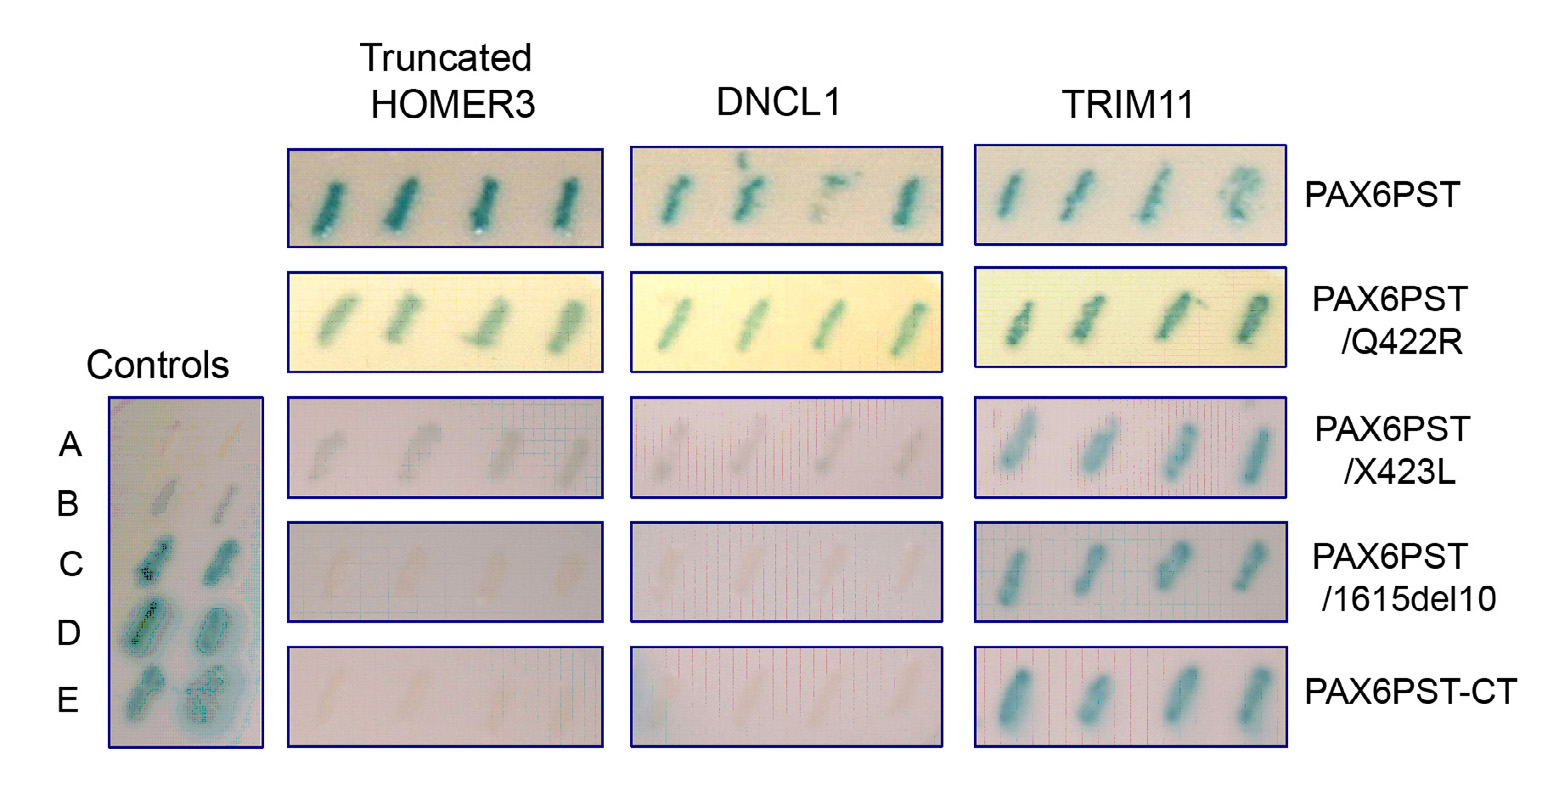 Truncated
HOMER3
DNCL1
TRIM11
PAX6PST
PAX6PST
/Q422R
Controls
A
B
C
D
E
PAX6PST
/X423L
PAX6PST
/1615del10
PAX6PST-CT